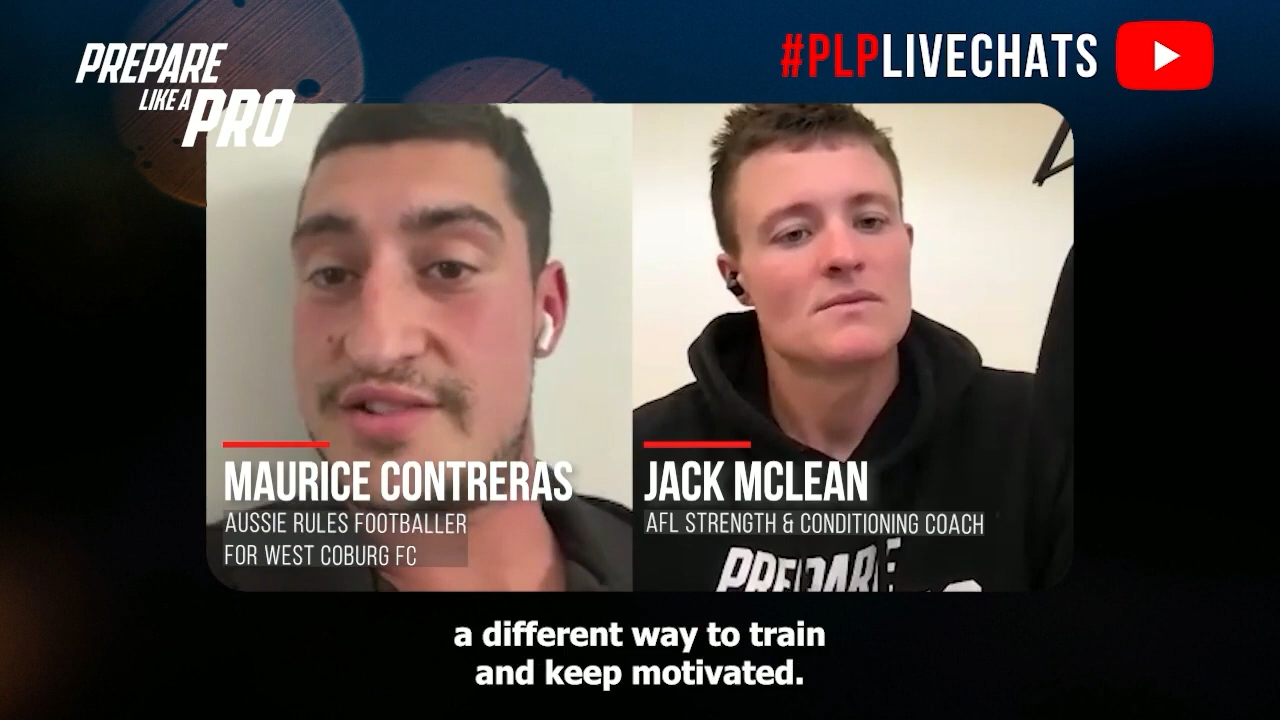 PREPARE
LIKE A
PRO
#PLPLIVECHATS
MAURICE CONTRERAS
AUSSIE RULES FOOTBALLER
FOR WEST COBURG FC
JACK MCLEAN
AFL STRENGTH & CONDITIONING COACH
PREPARE
a different way to train
and keep motivated.